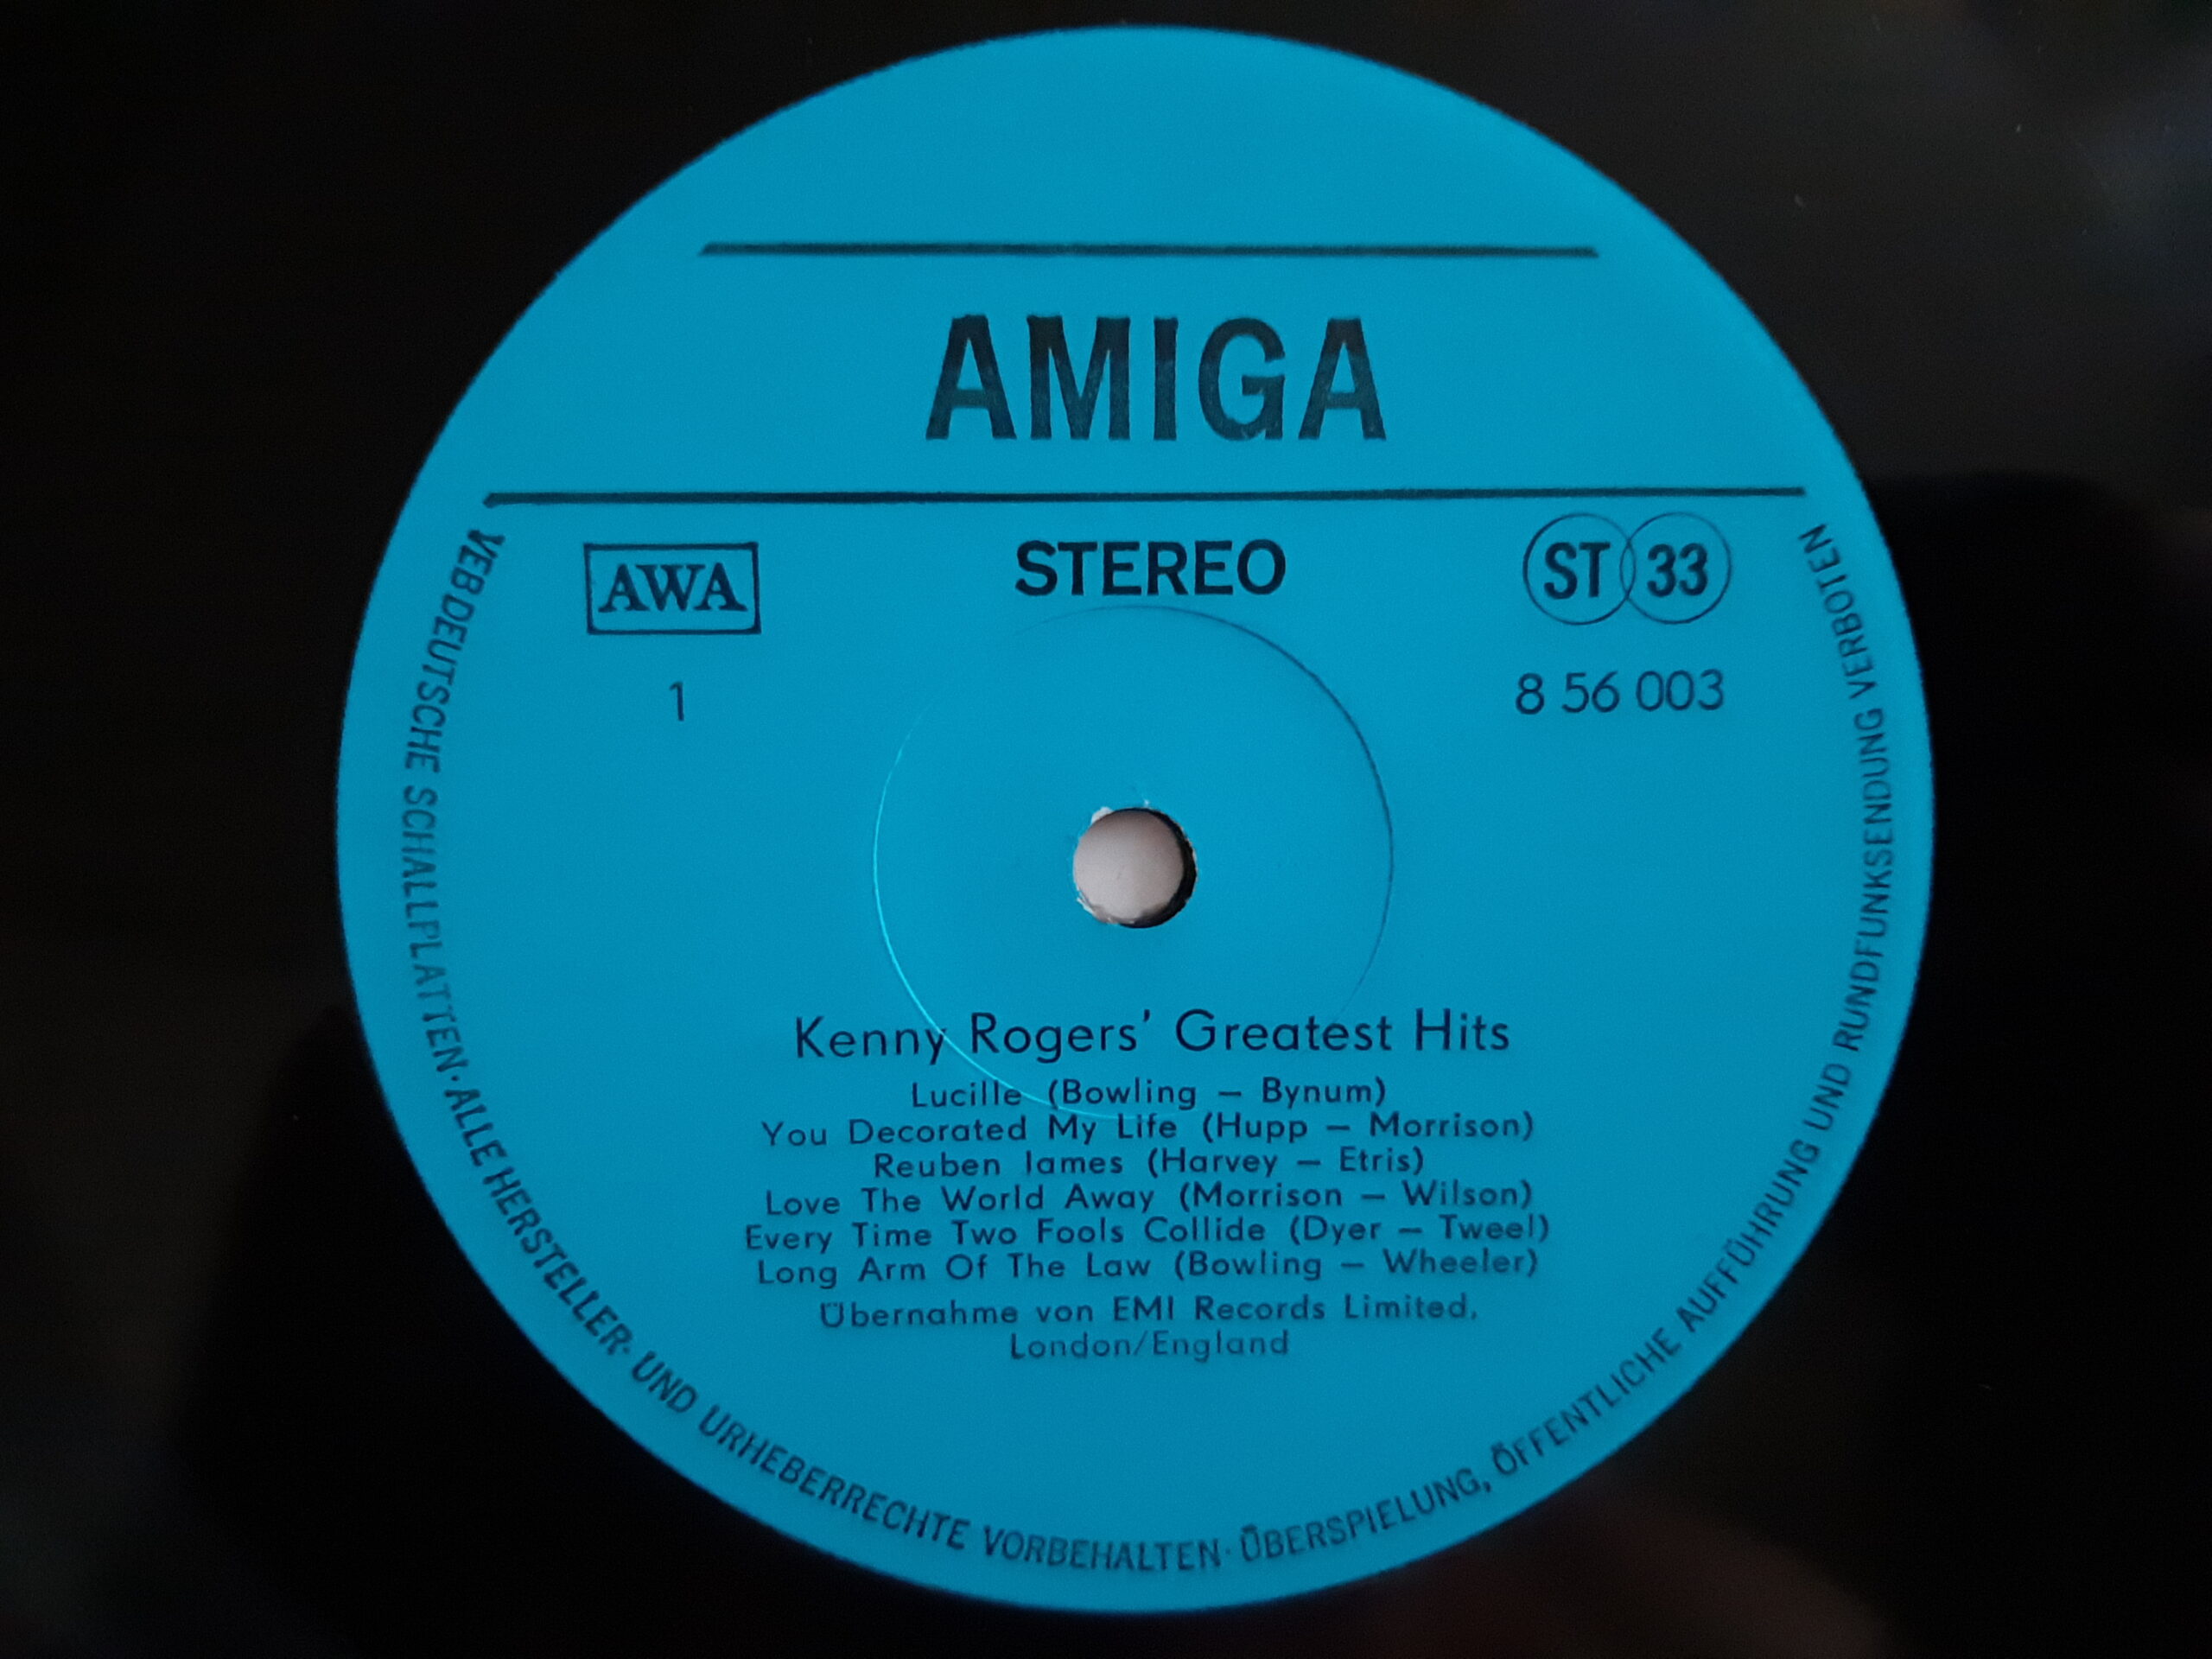 AMIGA
AWA
STEREO
ST 33
1
8 56 003
Kenny Rogers' Greatest Hits
Lucille (Bowling – Bynum)
You Decorated My Life (Hupp – Morrison)
Reuben Iames (Harvey – Etris)
Love The World Away (Morrison – Wilson)
Every Time Two Fools Collide (Dyer – Tweel)
Long Arm Of The Law (Bowling – Wheeler)
Übernahme von EMI Records Limited,
London/England
VEB DEUTSCHE SCHALLPLATTEN · ALLE HERSTELLER- UND URHEBERRECHTE VORBEHALTEN · ÜBERSPIELUNG, ÖFFENTLICHE AUFFÜHRUNG UND RUNDFUNKSENDUNG VERBOTEN